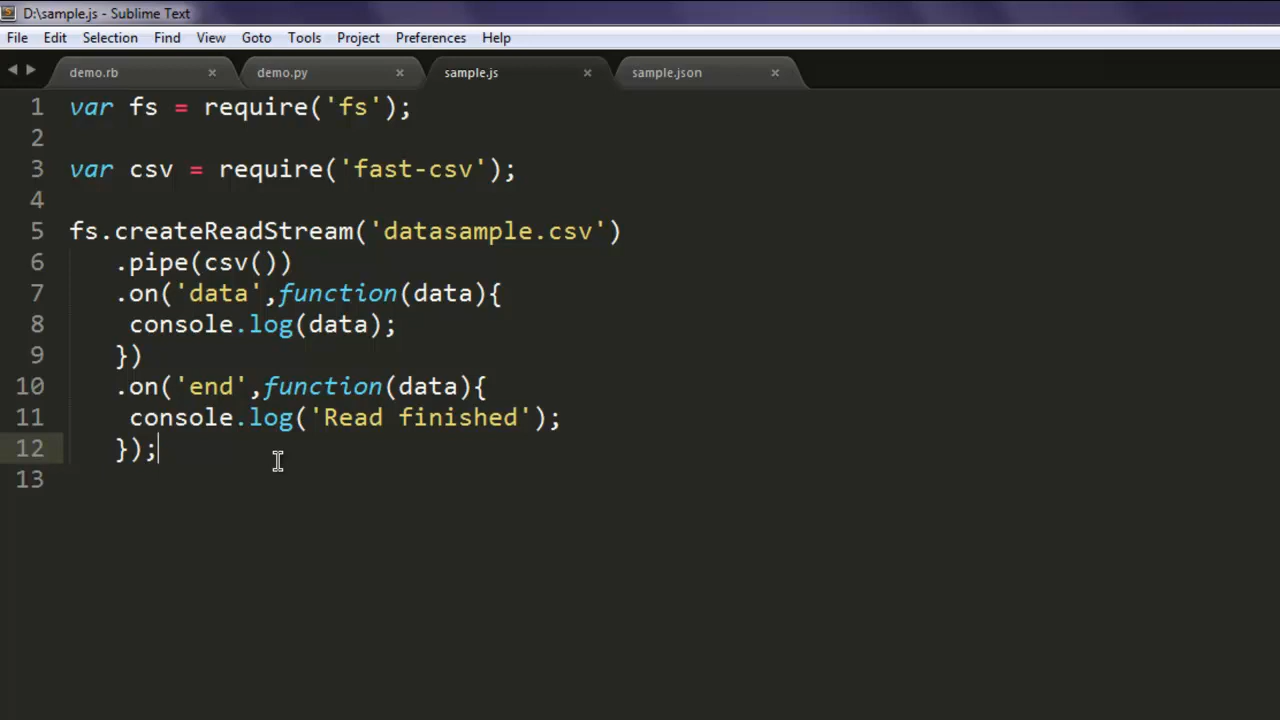 D:\sample.js - Sublime Text
File Edit Selection Find View Goto Tools Project Preferences Help
demo.rb demo.py sample.js sample.json
1 var fs = require('fs');
2
3 var csv = require('fast-csv');
4
5 fs.createReadStream('datasample.csv')
6 .pipe(csv())
7 .on('data',function(data){
8 console.log(data);
9 })
10 .on('end',function(data){
11 console.log('Read finished');
12 });
13